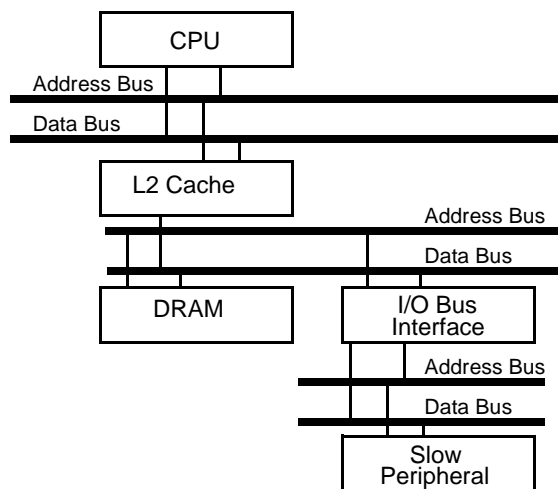 CPU
Address Bus
Data Bus
L2 Cache
Address Bus
Data Bus
DRAM
I/O Bus
Interface
Address Bus
Data Bus
Slow
Peripheral